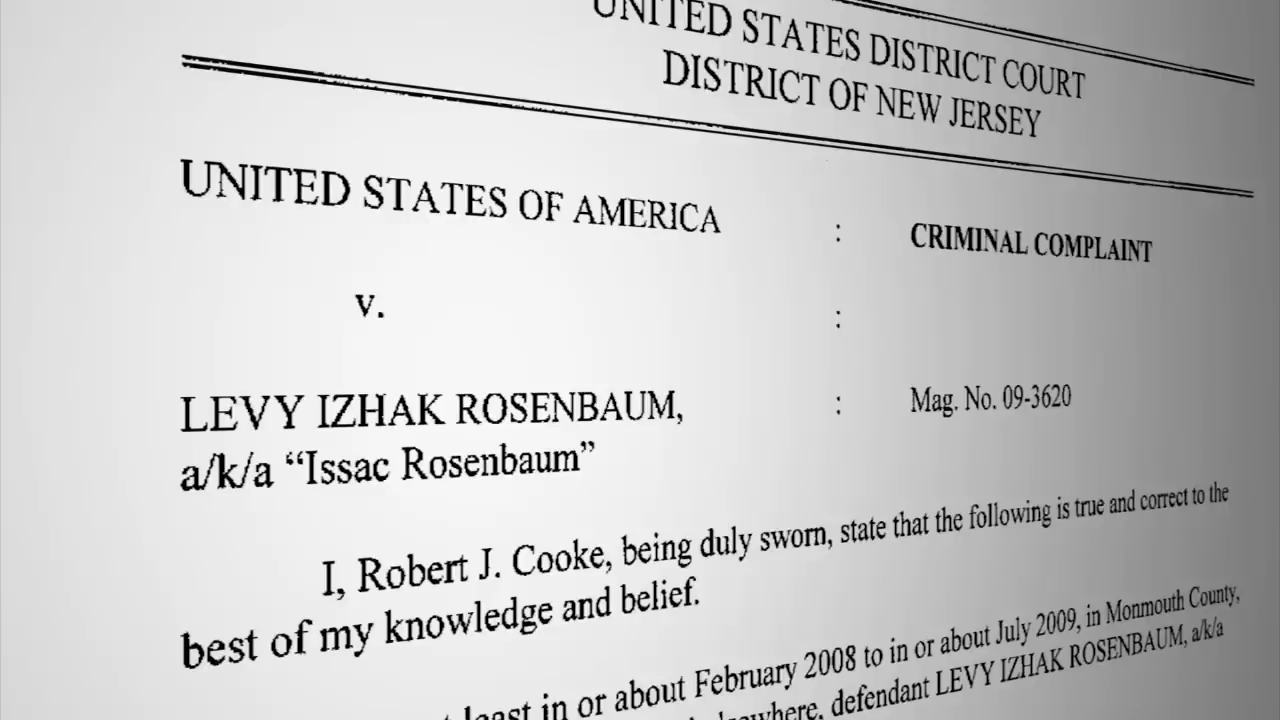 UNITED STATES DISTRICT COURT
DISTRICT OF NEW JERSEY
UNITED STATES OF AMERICA : CRIMINAL COMPLAINT
v. :
LEVY IZHAK ROSENBAUM, : Mag. No. 09-3620
a/k/a “Issac Rosenbaum”
I, Robert J. Cooke, being duly sworn, state that the following is true and correct to the
best of my knowledge and belief.
least in or about February 2008 to in or about July 2009, in Monmouth County,
elsewhere, defendant LEVY IZHAK ROSENBAUM, a/k/a